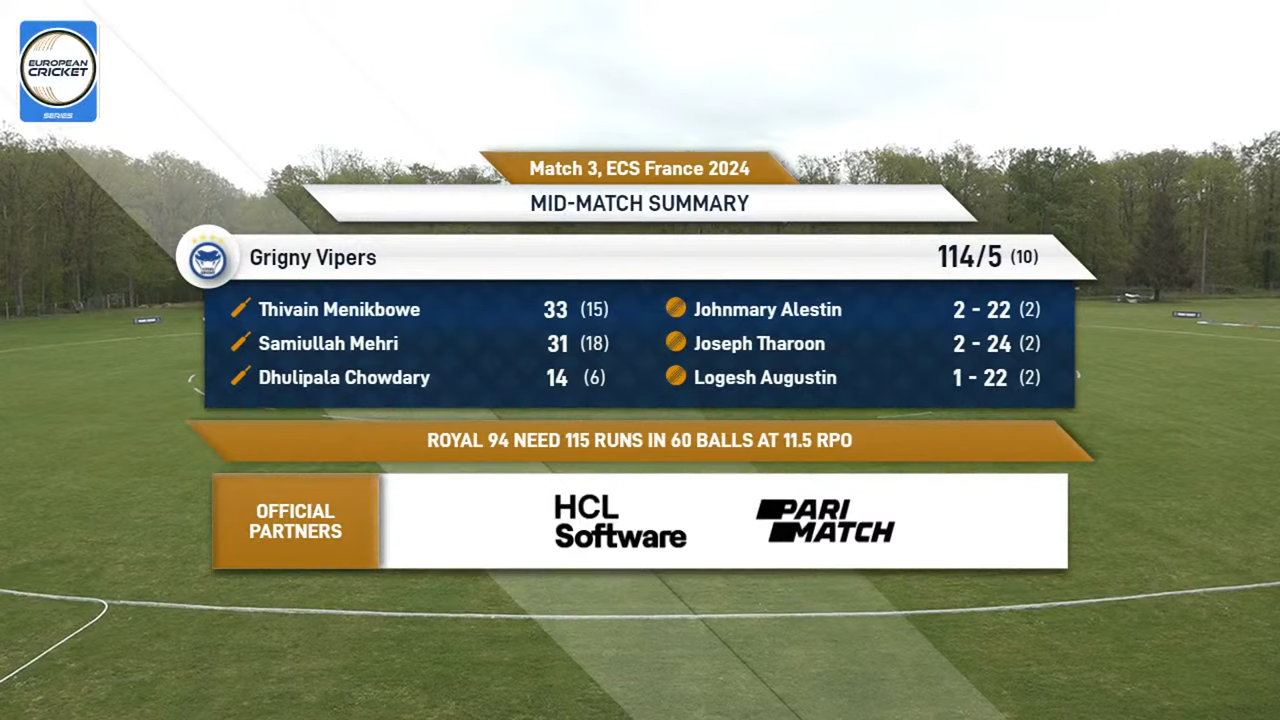 EUROPEAN
CRICKET
SERIES
Match 3, ECS France 2024
MID-MATCH SUMMARY
Grigny Vipers 114/5 (10)
Thivain Menikbowe 33 (15) Johnmary Alestin 2 - 22 (2)
Samiullah Mehri 31 (18) Joseph Tharoon 2 - 24 (2)
Dhulipala Chowdary 14 (6) Logesh Augustin 1 - 22 (2)
ROYAL 94 NEED 115 RUNS IN 60 BALLS AT 11.5 RPO
OFFICIAL
PARTNERS
HCL
Software
PARI
MATCH